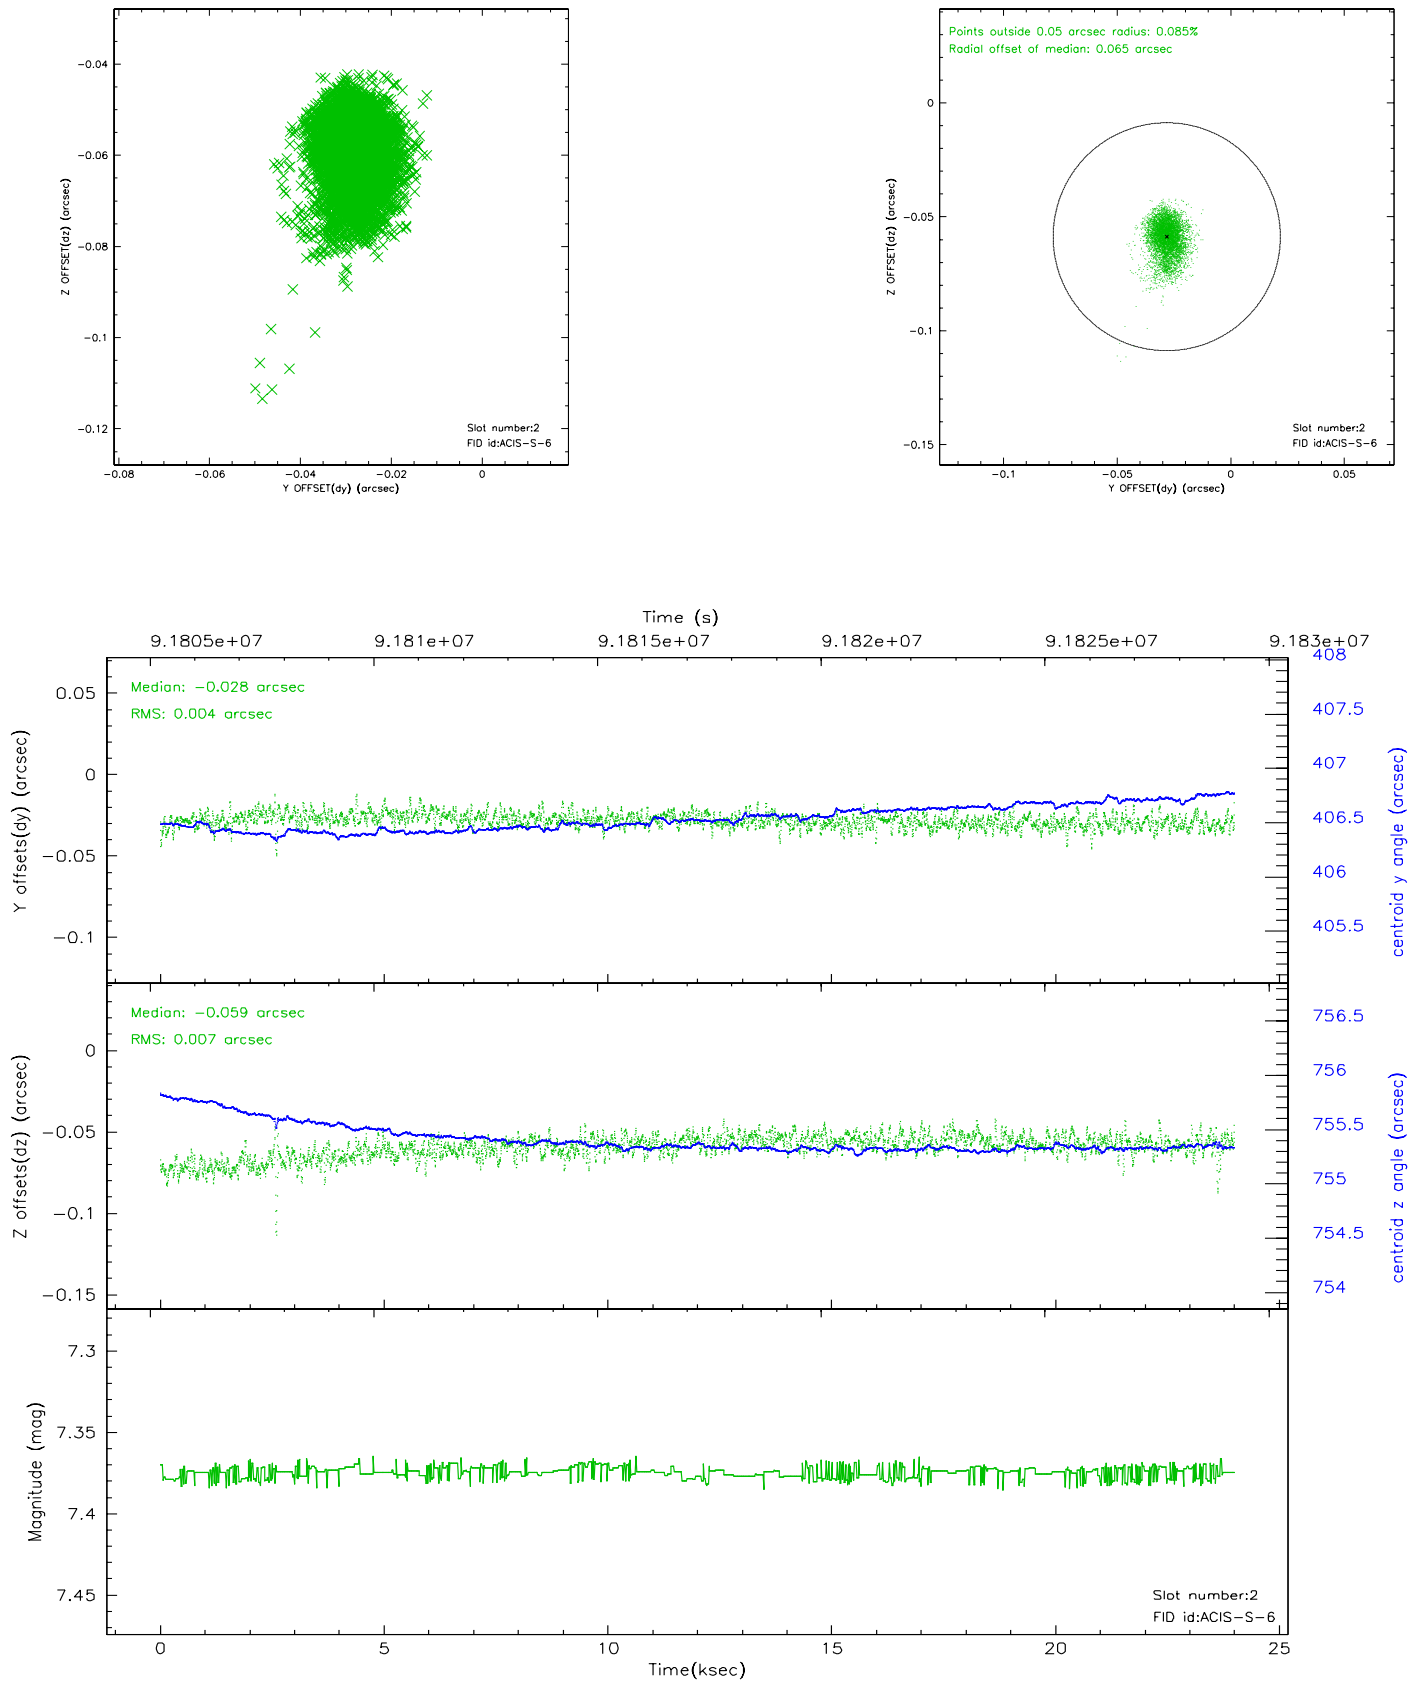 −0.04
−0.06
−0.08
−0.1
−0.12
Z OFFSET(dz) (arcsec)
Slot number:2
FID id:ACIS−S−6
−0.08 −0.06 −0.04 −0.02 0
Y OFFSET(dy) (arcsec)
Points outside 0.05 arcsec radius: 0.085%
Radial offset of median: 0.065 arcsec
0
−0.05
−0.1
−0.15
Z OFFSET(dz) (arcsec)
Slot number:2
FID id:ACIS−S−6
−0.1 −0.05 0 0.05
Y OFFSET(dy) (arcsec)
Time (s)
9.1805e+07 9.181e+07 9.1815e+07 9.182e+07 9.1825e+07 9.183e+07
Median: −0.028 arcsec
RMS: 0.004 arcsec
0.05
0
−0.05
−0.1
Y offsets(dy) (arcsec)
408
407.5
407
406.5
406
405.5
centroid y angle (arcsec)
Median: −0.059 arcsec
RMS: 0.007 arcsec
0
−0.05
−0.1
−0.15
Z offsets(dz) (arcsec)
756.5
756
755.5
755
754.5
754
centroid z angle (arcsec)
7.3
7.35
7.4
7.45
Magnitude (mag)
Slot number:2
FID id:ACIS−S−6
0 5 10 15 20 25
Time(ksec)